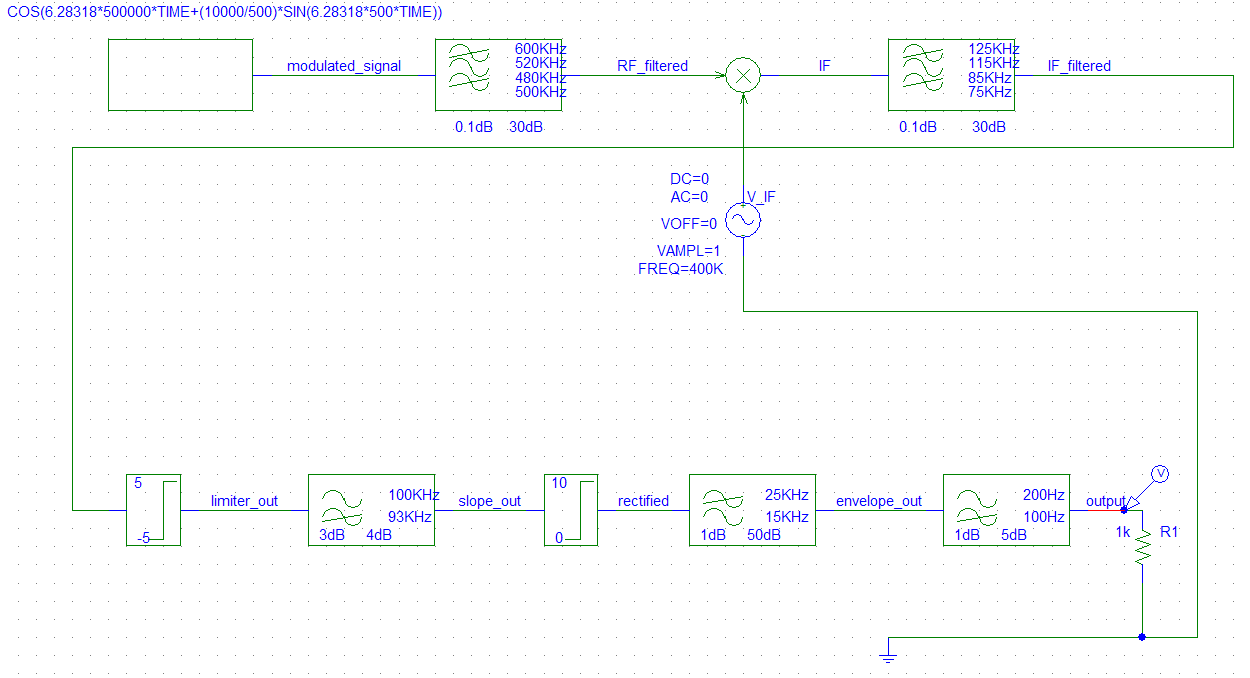 COS(6.28318*500000*TIME+(10000/500)*SIN(6.28318*500*TIME))
modulated_signal
600KHz
520KHz
480KHz
500KHz
0.1dB 30dB
RF_filtered
IF
125KHz
115KHz
85KHz
75KHz
0.1dB 30dB
IF_filtered
DC=0
AC=0
V_IF
VOFF=0
VAMPL=1
FREQ=400K
5
-5
limiter_out
100KHz
93KHz
3dB 4dB
slope_out
10
0
rectified
25KHz
15KHz
1dB 50dB
envelope_out
200Hz
100Hz
1dB 5dB
output
V
1k
R1